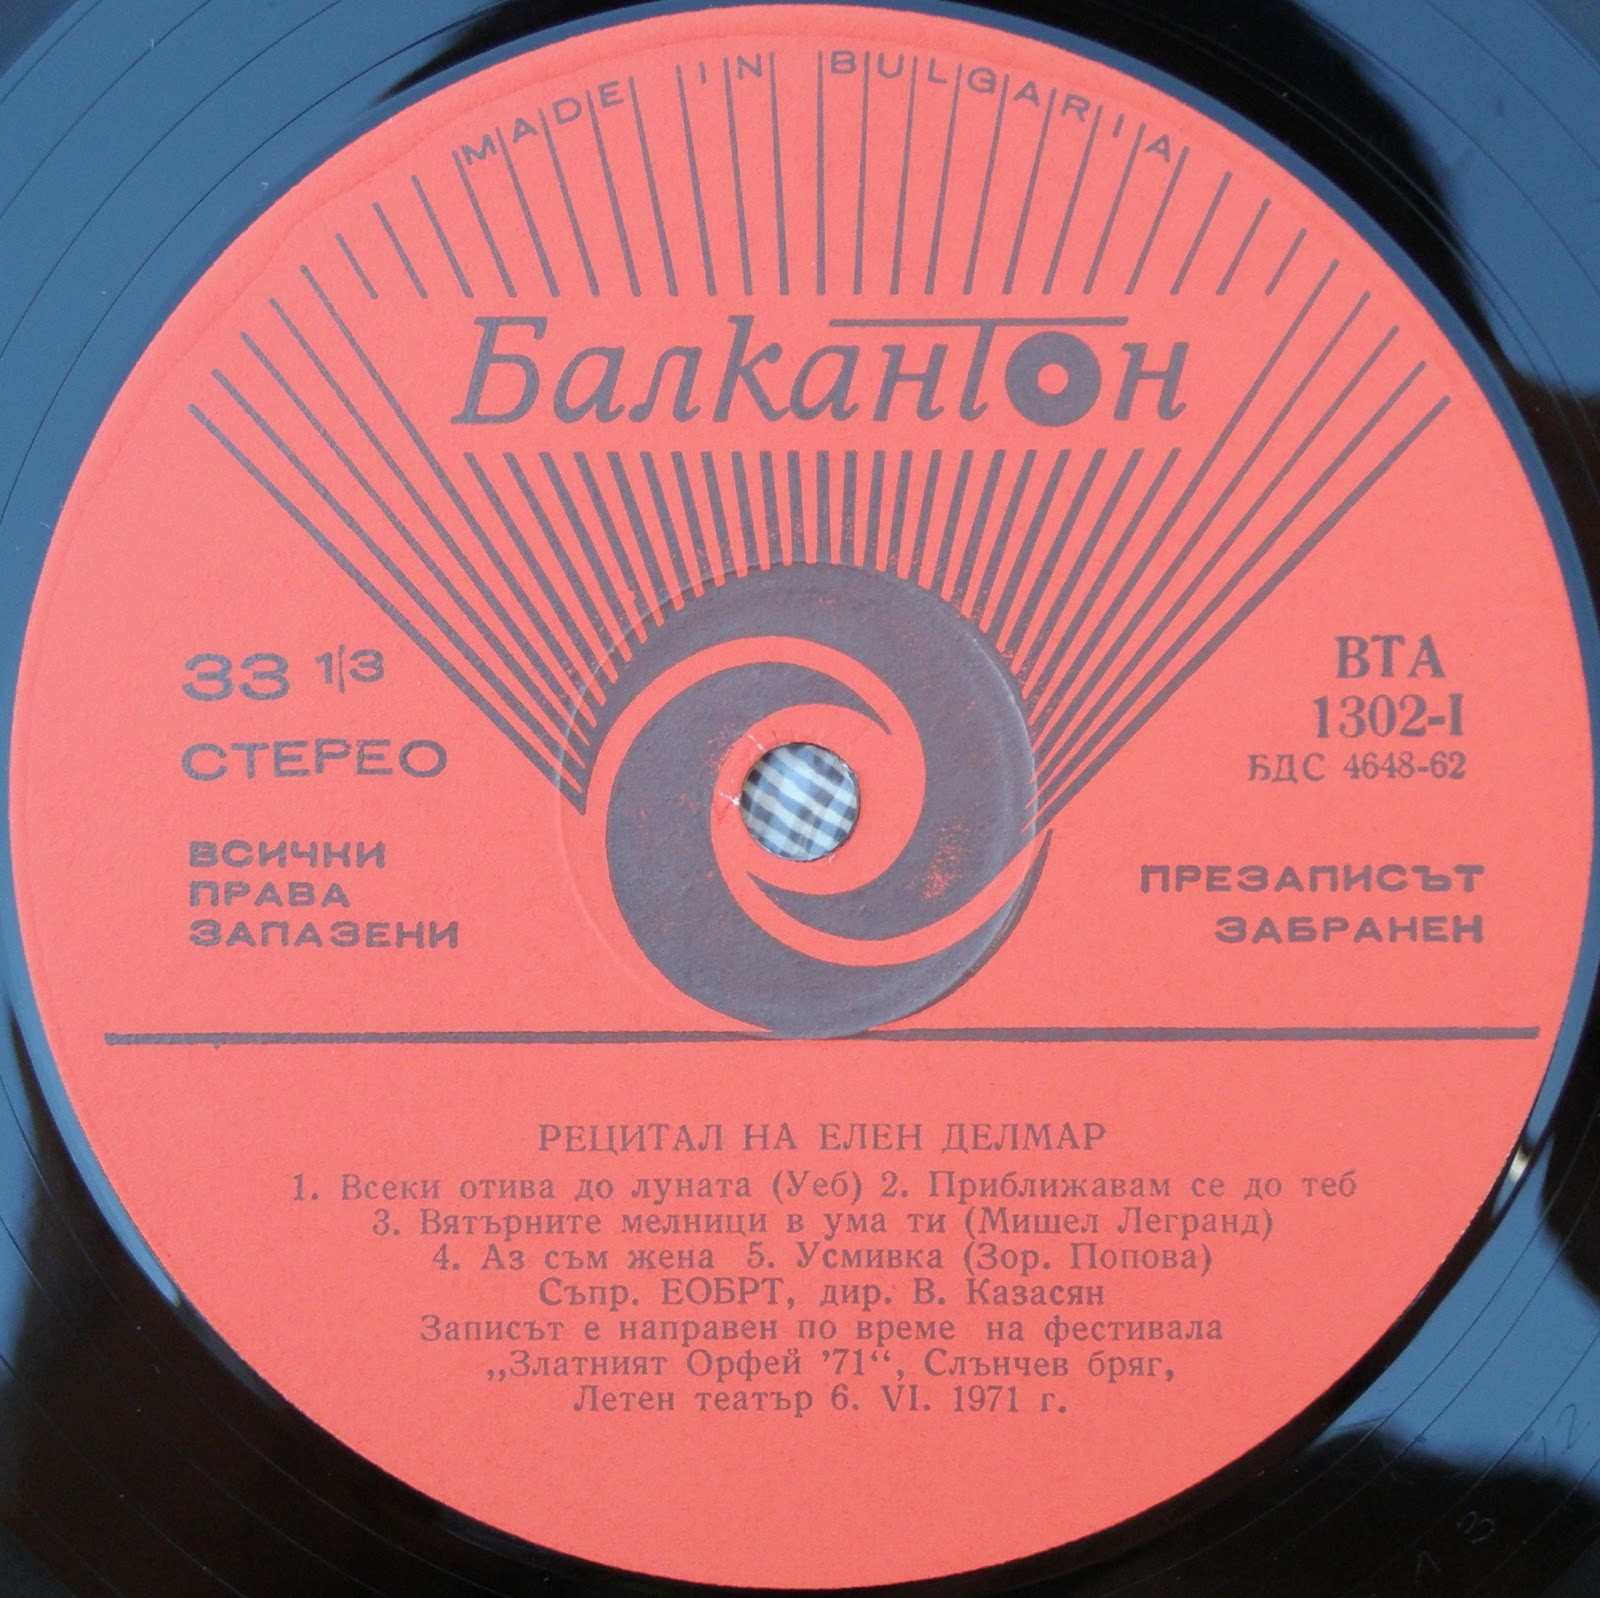 MADE IN BULGARIA
Балкантон
33 1/3
СТЕРЕО
ВСИЧКИ
ПРАВА
ЗАПАЗЕНИ
ВТА
1302-I
БДС 4648-62
ПРЕЗАПИСЪТ
ЗАБРАНЕН
РЕЦИТАЛ НА ЕЛЕН ДЕЛМАР
1. Всеки отива до луната (Уеб) 2. Приближавам се до теб
3. Вятърните мелници в ума ти (Мишел Легранд)
4. Аз съм жена 5. Усмивка (Зор. Попова)
Съпр. ЕОБРТ, дир. В. Казасян
Записът е направен по време на фестивала
„Златният Орфей ’71“, Слънчев бряг,
Летен театър 6. VI. 1971 г.